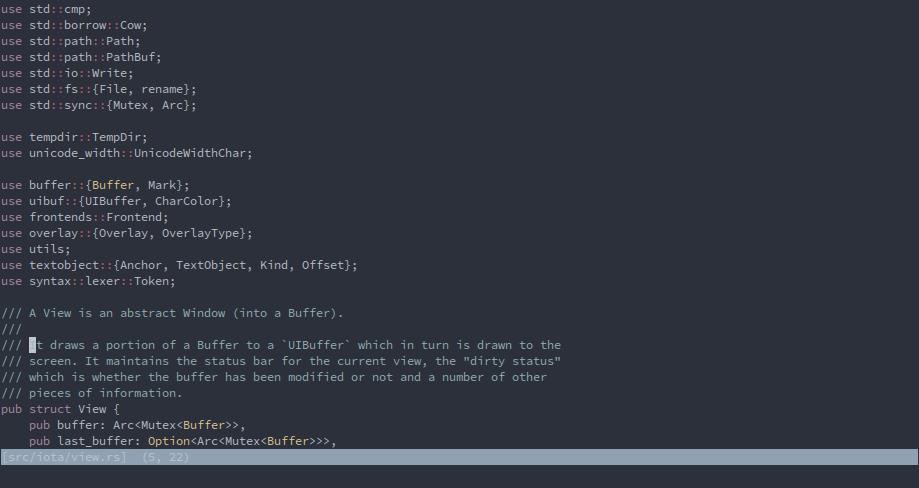 use std::cmp;
use std::borrow::Cow;
use std::path::Path;
use std::path::PathBuf;
use std::io::Write;
use std::fs::{File, rename};
use std::sync::{Mutex, Arc};

use tempdir::TempDir;
use unicode_width::UnicodeWidthChar;

use buffer::{Buffer, Mark};
use uibuf::{UIBuffer, CharColor};
use frontends::Frontend;
use overlay::{Overlay, OverlayType};
use utils;
use textobject::{Anchor, TextObject, Kind, Offset};
use syntax::lexer::Token;

/// A View is an abstract Window (into a Buffer).
///
/// It draws a portion of a Buffer to a `UIBuffer` which in turn is drawn to the
/// screen. It maintains the status bar for the current view, the "dirty status"
/// which is whether the buffer has been modified or not and a number of other
/// pieces of information.
pub struct View {
    pub buffer: Arc<Mutex<Buffer>>,
    pub last_buffer: Option<Arc<Mutex<Buffer>>>,
[src/iota/view.rs]  (5, 22)